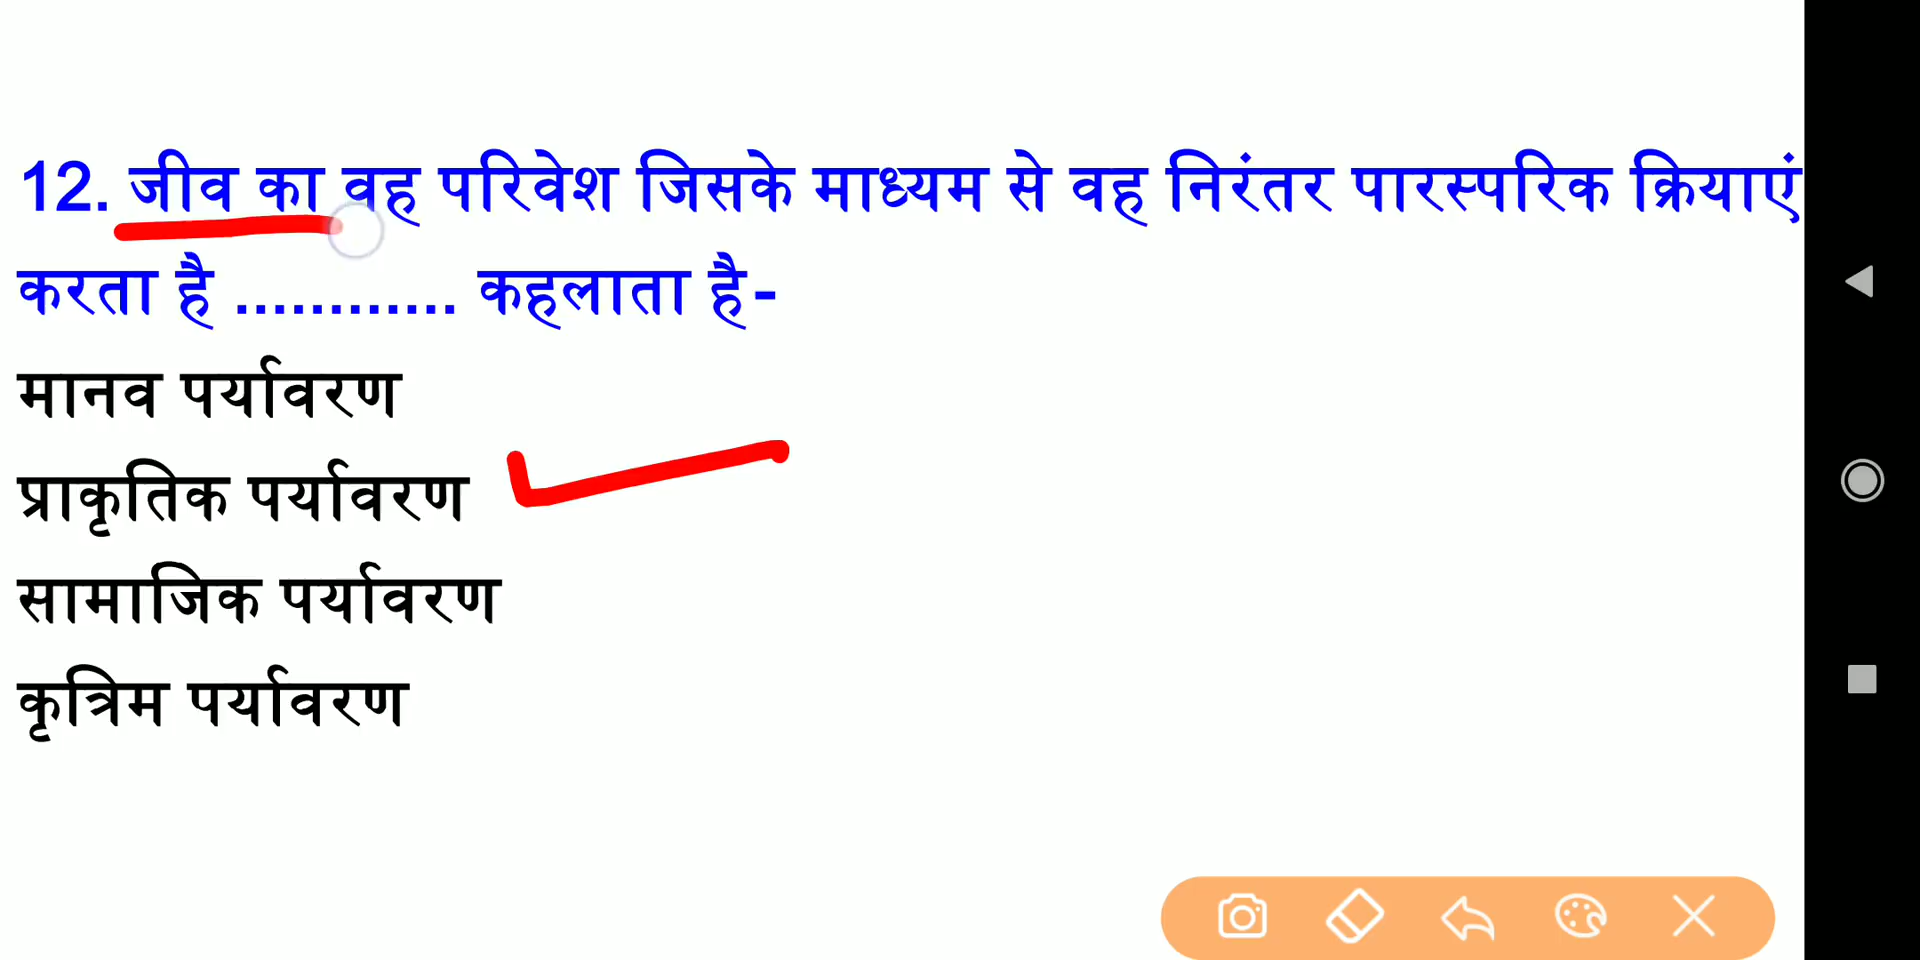 12. जीव का वह परिवेश जिसके माध्यम से वह निरंतर पारस्परिक क्रियाएं
करता है ............ कहलाता है-
मानव पर्यावरण
प्राकृतिक पर्यावरण
सामाजिक पर्यावरण
कृत्रिम पर्यावरण